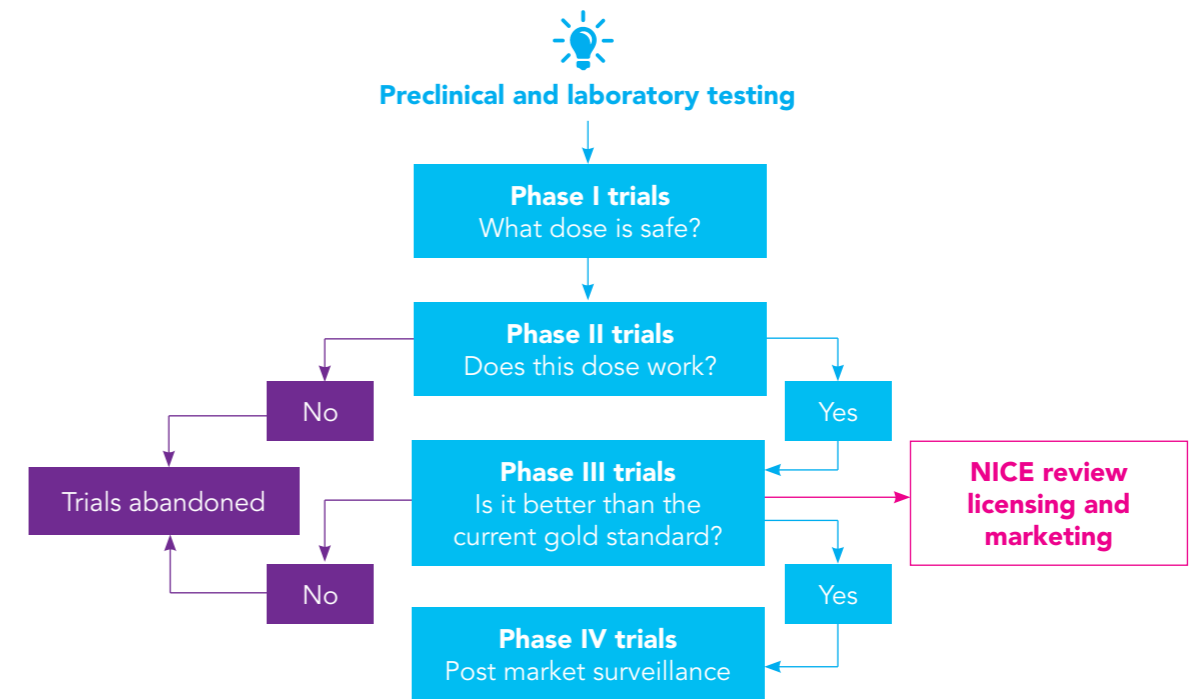 Preclinical and laboratory testing
Phase I trials
What dose is safe?
Phase II trials
Does this dose work?
No
Yes
Trials abandoned
Phase III trials
Is it better than the
current gold standard?
NICE review
licensing and
marketing
No
Yes
Phase IV trials
Post market surveillance